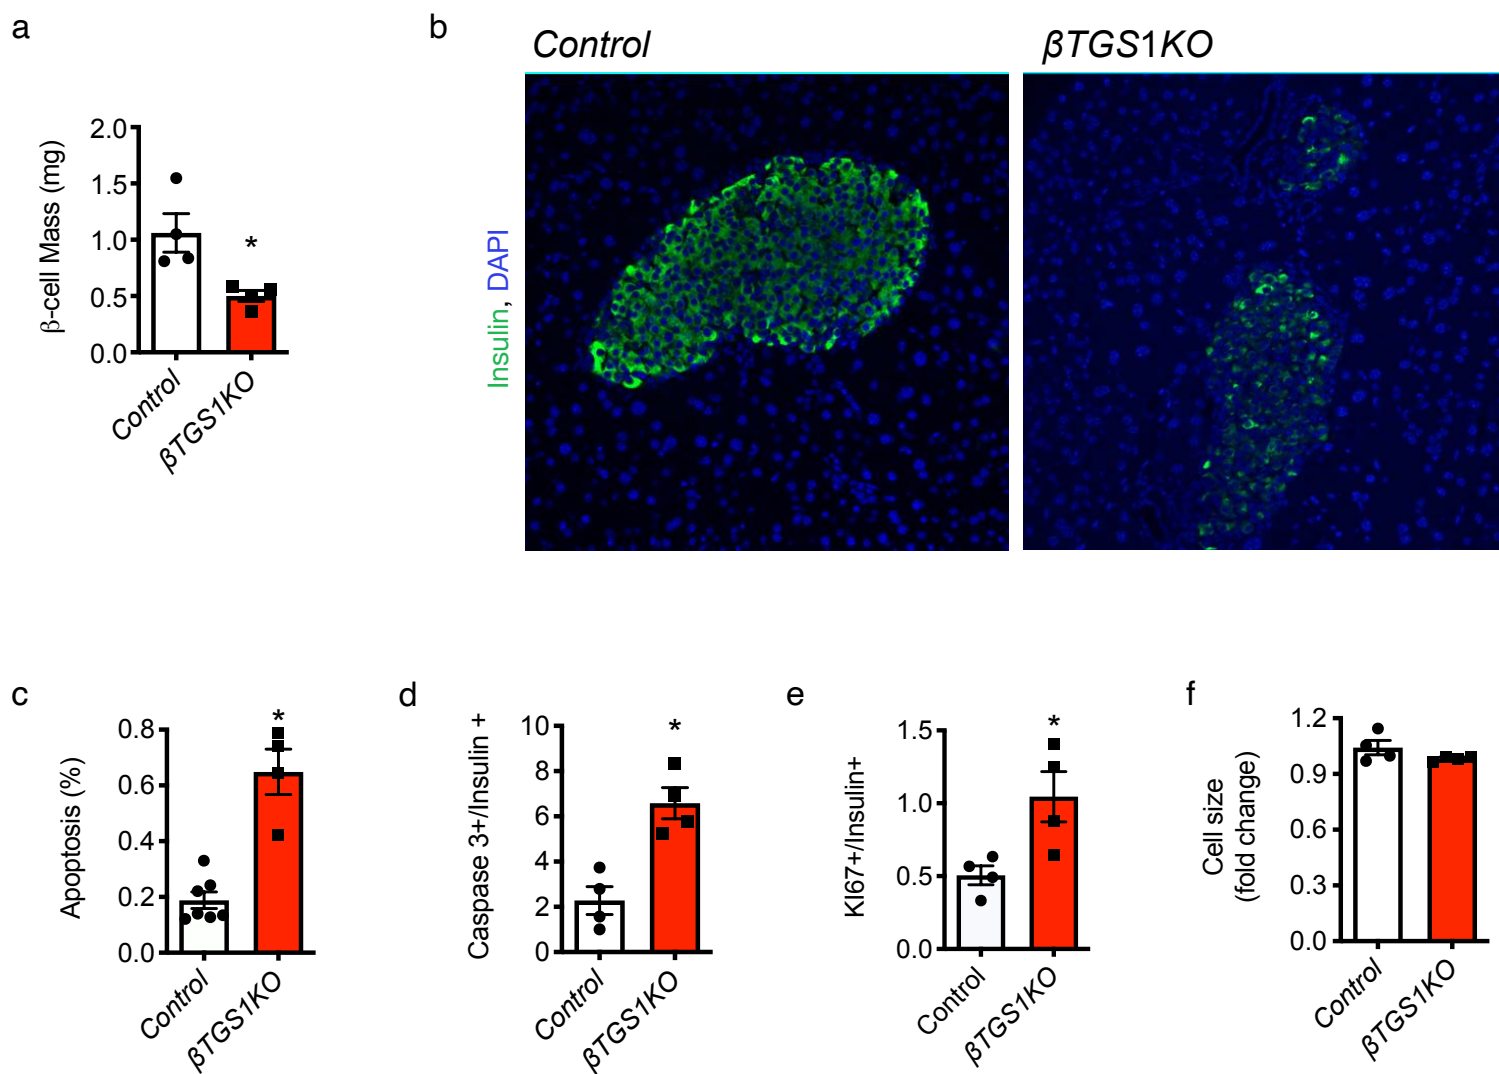 a
β-cell Mass (mg)
2.0
1.5
1.0
0.5
0.0
*
Control
βTGS1KO
b
Control
βTGS1KO
Insulin, DAPI
c
Apoptosis (%)
0.8
0.6
0.4
0.2
0.0
*
Control
βTGS1KO
d
Caspase 3+/Insulin +
10
8
6
4
2
0
*
Control
βTGS1KO
e
KI67+/Insulin+
1.5
1.0
0.5
0.0
*
Control
βTGS1KO
f
Cell size
(fold change)
1.2
0.9
0.6
0.3
0.0
Control
βTGS1KO